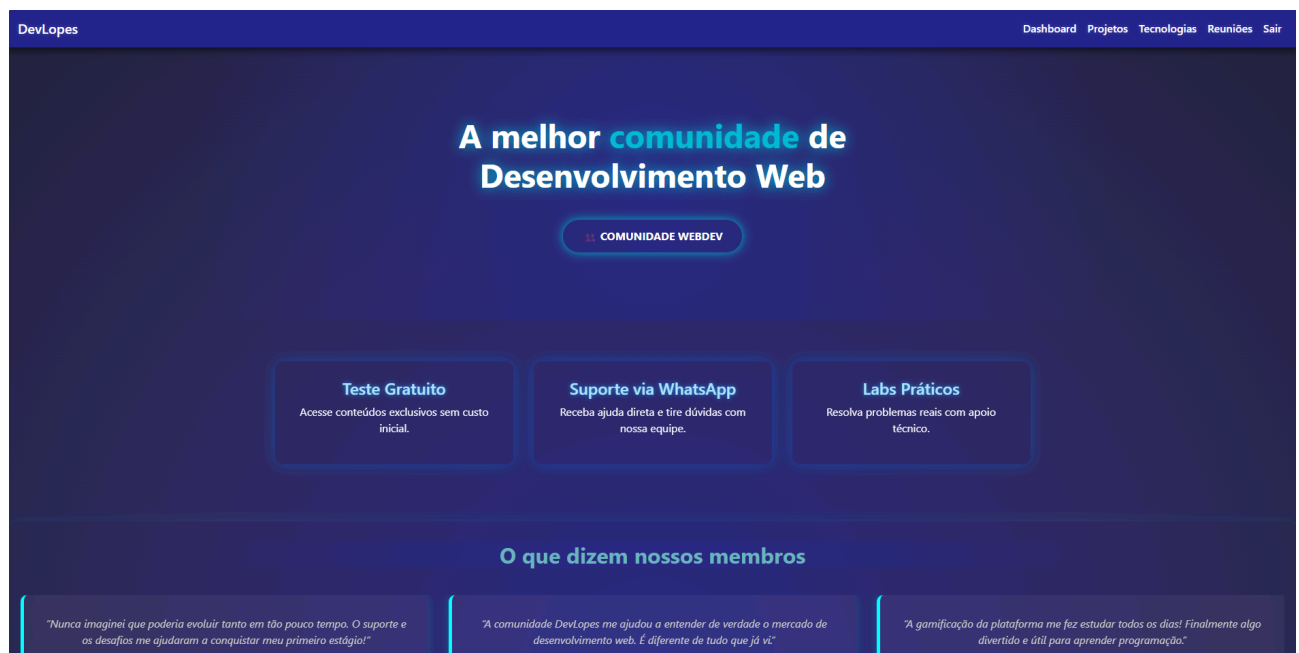 DevLopes
Dashboard Projetos Tecnologias Reuniões Sair
A melhor comunidade de
Desenvolvimento Web
COMUNIDADE WEBDEV
Teste Gratuito
Acesse conteúdos exclusivos sem custo
inicial.
Suporte via WhatsApp
Receba ajuda direta e tire dúvidas com
nossa equipe.
Labs Práticos
Resolva problemas reais com apoio
técnico.
O que dizem nossos membros
"Nunca imaginei que poderia evoluir tanto em tão pouco tempo. O suporte e
os desafios me ajudaram a conquistar meu primeiro estágio!"
"A comunidade DevLopes me ajudou a entender de verdade o mercado de
desenvolvimento web. É diferente de tudo que já vi."
"A gamificação da plataforma me fez estudar todos os dias! Finalmente algo
divertido e útil para aprender programação."